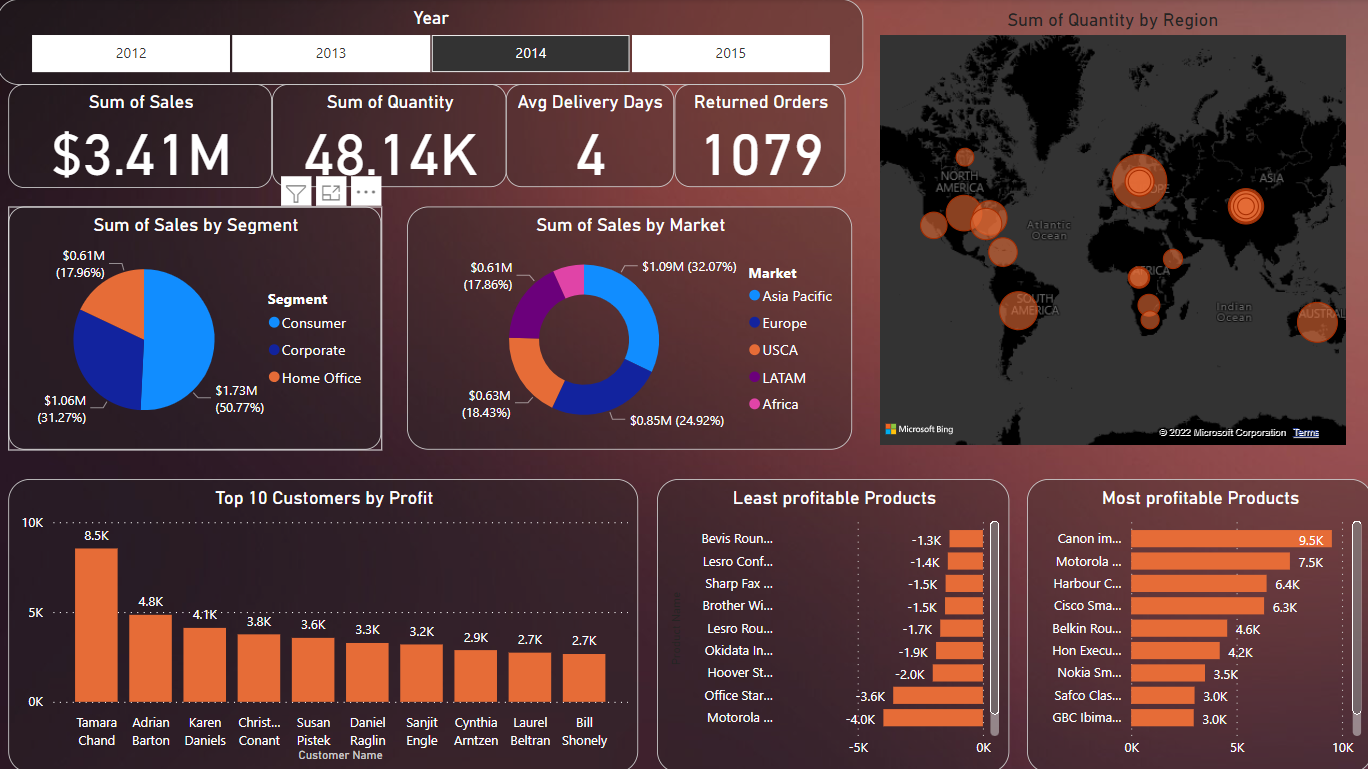 Year
2012
2013
2014
2015
Sum of Sales
$3.41M
Sum of Quantity
48.14K
Avg Delivery Days
4
Returned Orders
1079
Sum of Quantity by Region
NORTH
AMERICA
Atlantic
Ocean
ASIA
SOUTH
AMERICA
Indian
Ocean
AUSTRAL
Microsoft Bing
© 2022 Microsoft Corporation Terms
Sum of Sales by Segment
$0.61M
(17.96%)
$1.06M
(31.27%)
$1.73M
(50.77%)
Segment
Consumer
Corporate
Home Office
Sum of Sales by Market
$0.61M
(17.86%)
$1.09M (32.07%)
$0.63M
(18.43%)
$0.85M (24.92%)
Market
Asia Pacific
Europe
USCA
LATAM
Africa
Top 10 Customers by Profit
10K
5K
0K
8.5K
4.8K
4.1K
3.8K
3.6K
3.3K
3.2K
2.9K
2.7K
2.7K
Tamara Chand
Adrian Barton
Karen Daniels
Christ... Conant
Susan Pistek
Daniel Raglin
Sanjit Engle
Cynthia Arntzen
Laurel Beltran
Bill Shonely
Customer Name
Least profitable Products
Bevis Roun... -1.3K
Lesro Conf... -1.4K
Sharp Fax ... -1.5K
Brother Wi... -1.5K
Lesro Rou... -1.7K
Okidata In... -1.9K
Hoover St... -2.0K
Office Star... -3.6K
Motorola ... -4.0K
-5K 0K
Most profitable Products
Canon im... 9.5K
Motorola ... 7.5K
Harbour C... 6.4K
Cisco Sma... 6.3K
Belkin Rou... 4.6K
Hon Execu... 4.2K
Nokia Sm... 3.5K
Safco Clas... 3.0K
GBC Ibima... 3.0K
0K 5K 10K